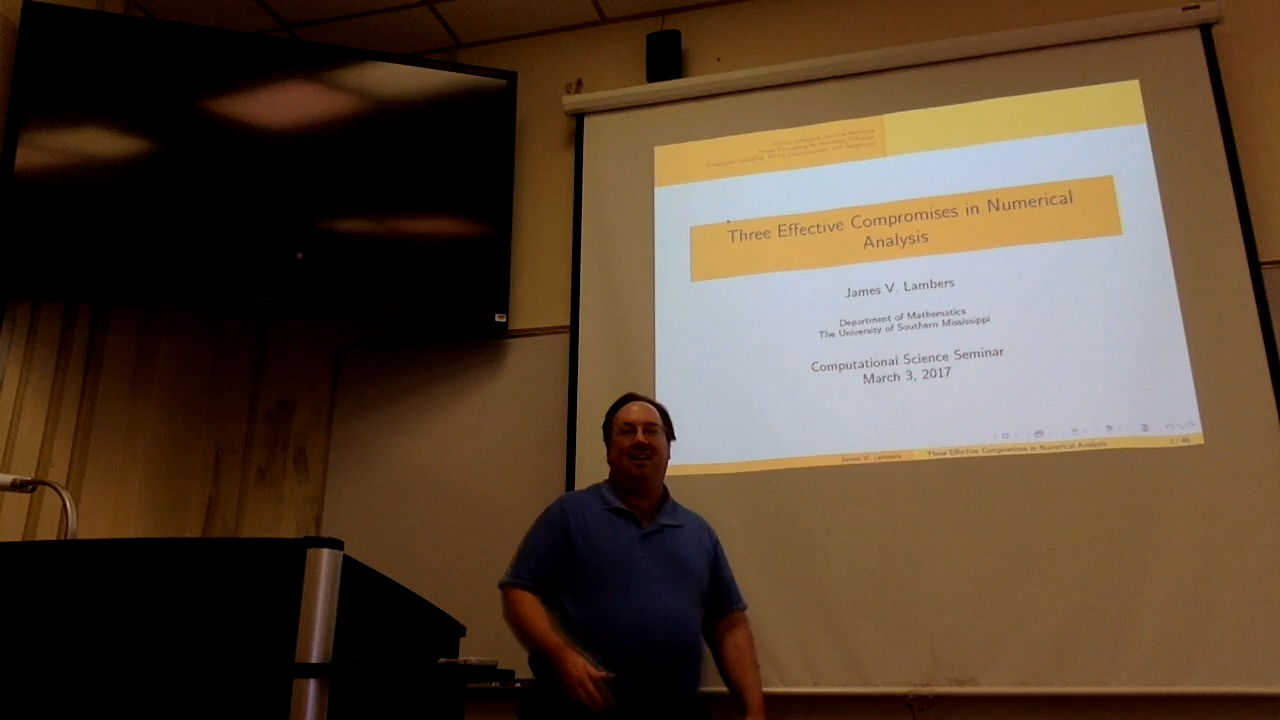 Three Effective Compromises in Numerical
Analysis
James V. Lambers
Department of Mathematics
The University of Southern Mississippi
Computational Science Seminar
March 3, 2017
James V. Lambers Three Effective Compromises in Numerical Analysis